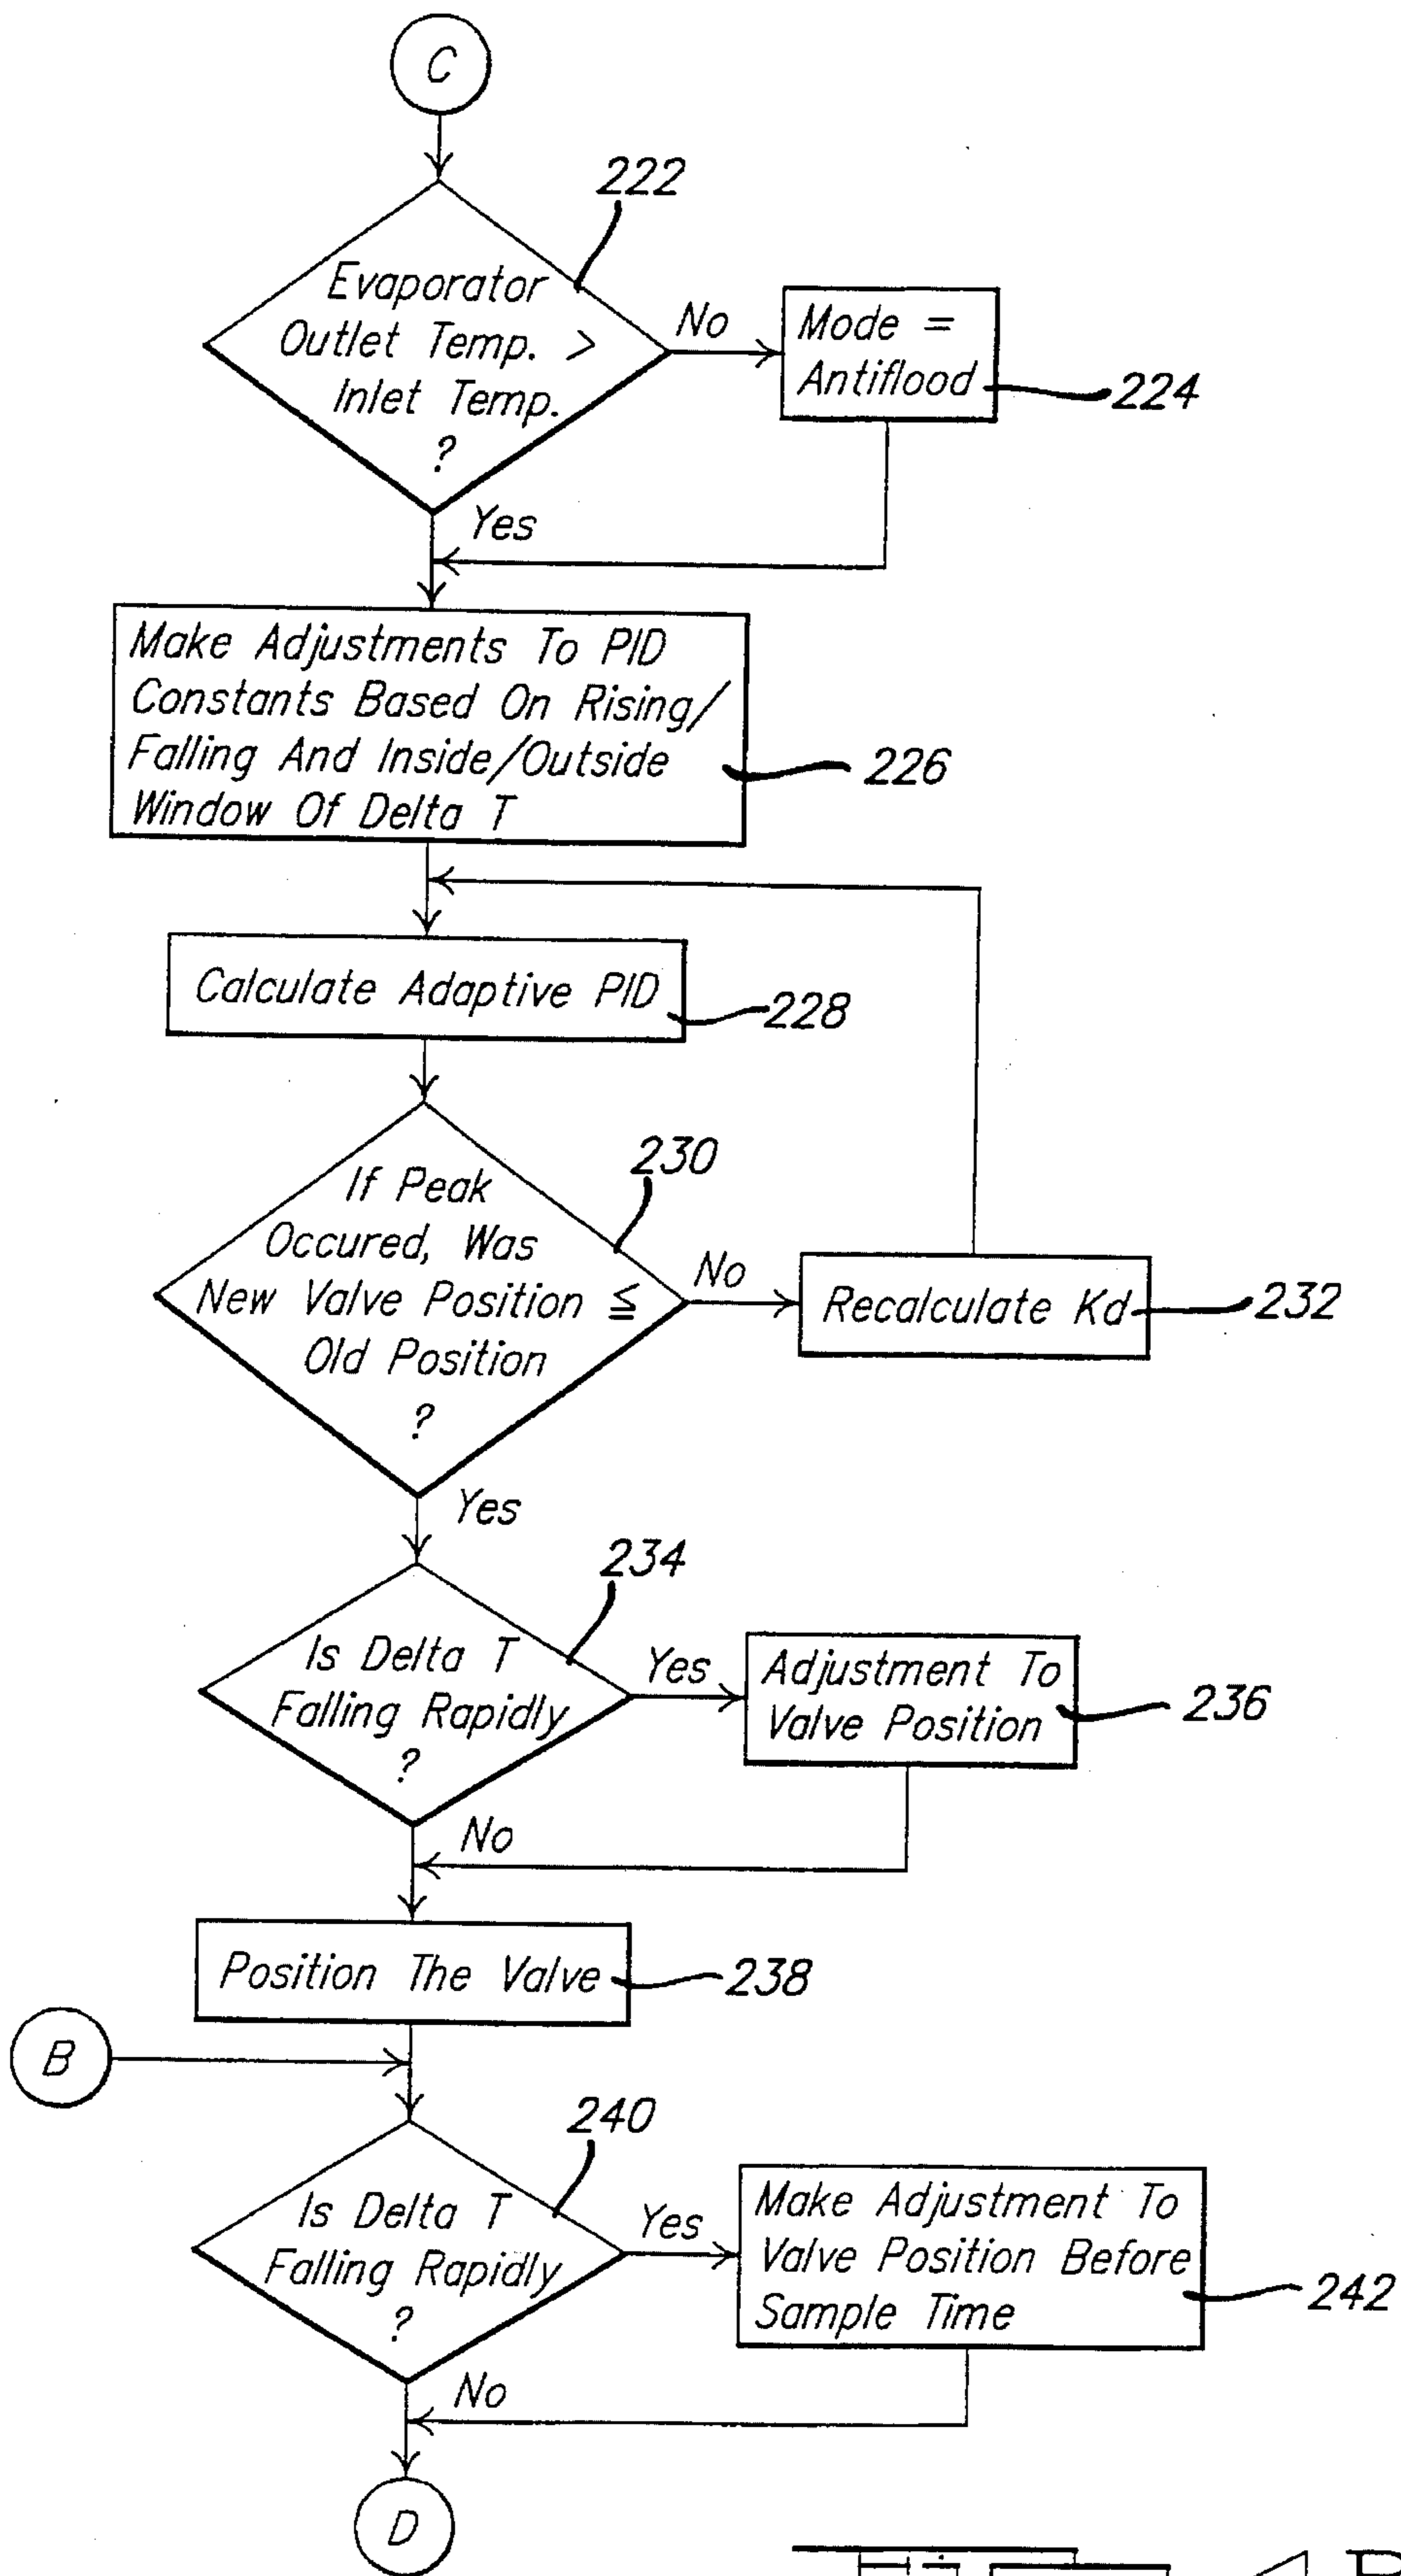 C
222
Evaporator
Outlet Temp. >
Inlet Temp.
?
No
Mode =
Antiflood
224
Yes
Make Adjustments To PID
Constants Based On Rising/
Falling And Inside/Outside
Window Of Delta T
226
Calculate Adaptive PID
228
230
If Peak
Occured, Was
New Valve Position ≦
Old Position
?
No
Recalculate Kd
232
Yes
234
Is Delta T
Falling Rapidly
?
Yes
Adjustment To
Valve Position
236
No
Position The Valve
238
B
240
Is Delta T
Falling Rapidly
?
Yes
Make Adjustment To
Valve Position Before
Sample Time
242
No
D